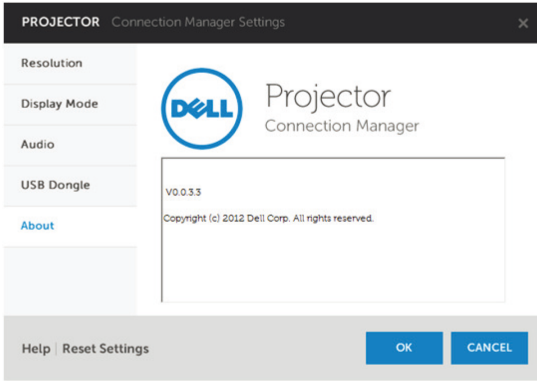 PROJECTOR Connection Manager Settings
Resolution
Display Mode
Audio
USB Dongle
About
DELL
Projector
Connection Manager
V0.0.3.3
Copyright (c) 2012 Dell Corp. All rights reserved.
Help | Reset Settings
OK
CANCEL